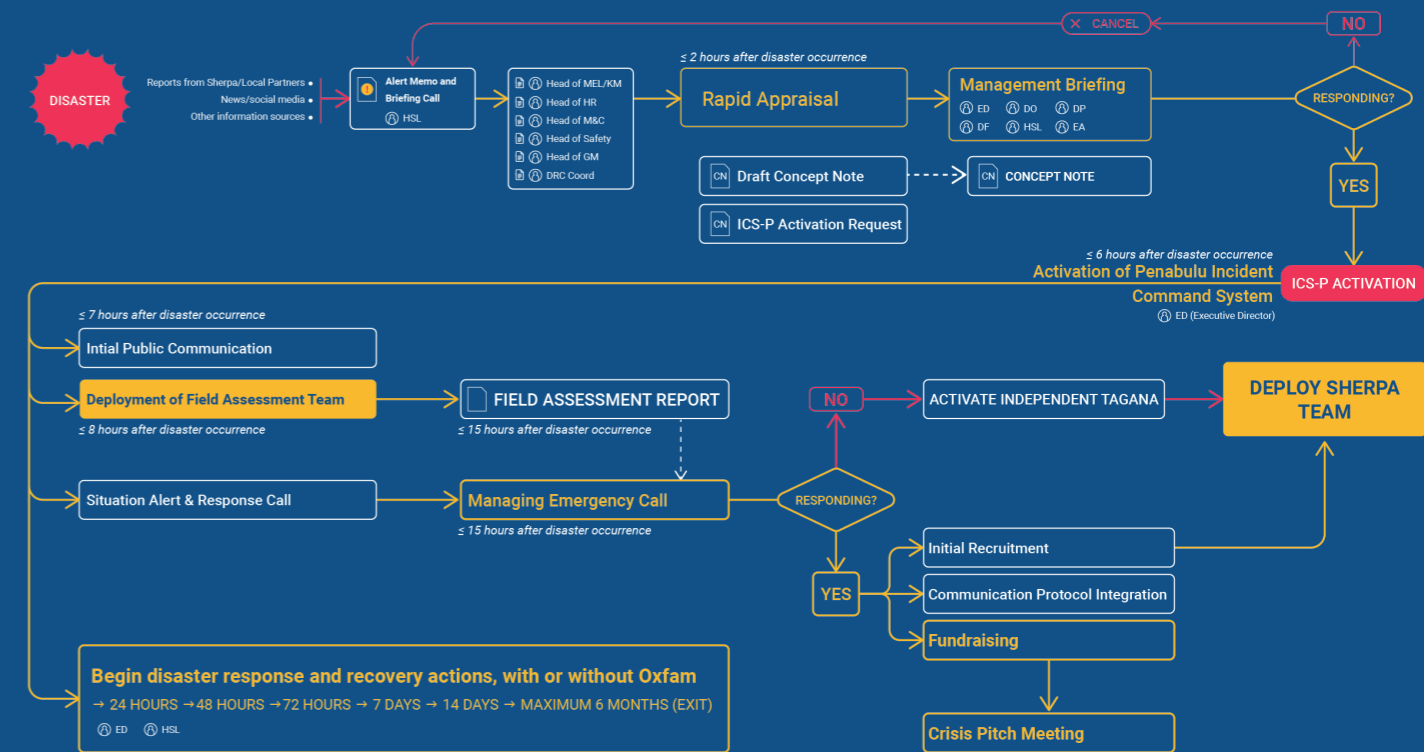 CANCEL
NO
DISASTER
Reports from Sherpa/Local Partners
News/social media
Other information sources
Alert Memo and
Briefing Call
HSL
Head of MEL/KM
Head of HR
Head of M&C
Head of Safety
Head of GM
DRC Coord
≤ 2 hours after disaster occurrence
Rapid Appraisal
Management Briefing
ED DO DP
DF HSL EA
RESPONDING?
CN Draft Concept Note
CN CONCEPT NOTE
CN ICS-P Activation Request
YES
≤ 6 hours after disaster occurrence
Activation of Penabulu Incident
Command System
ED (Executive Director)
ICS-P ACTIVATION
≤ 7 hours after disaster occurrence
Intial Public Communication
Deployment of Field Assessment Team
≤ 8 hours after disaster occurrence
FIELD ASSESSMENT REPORT
≤ 15 hours after disaster occurrence
NO
ACTIVATE INDEPENDENT TAGANA
DEPLOY SHERPA
TEAM
Situation Alert & Response Call
Managing Emergency Call
≤ 15 hours after disaster occurrence
RESPONDING?
YES
Initial Recruitment
Communication Protocol Integration
Fundraising
Crisis Pitch Meeting
Begin disaster response and recovery actions, with or without Oxfam
→ 24 HOURS →48 HOURS →72 HOURS → 7 DAYS → 14 DAYS → MAXIMUM 6 MONTHS (EXIT)
ED HSL